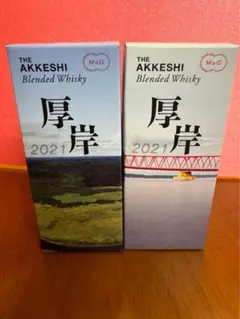 THE
AKKESHI
Blended Whisky
M&G
厚岸
2021
THE
AKKESHI
Blended Whisky
M&G
厚岸
2021